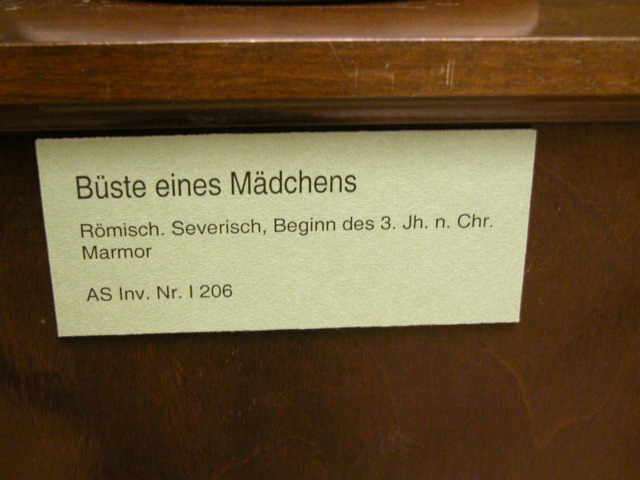 Büste eines Mädchens
Römisch. Severisch, Beginn des 3. Jh. n. Chr.
Marmor
AS Inv. Nr. I 206